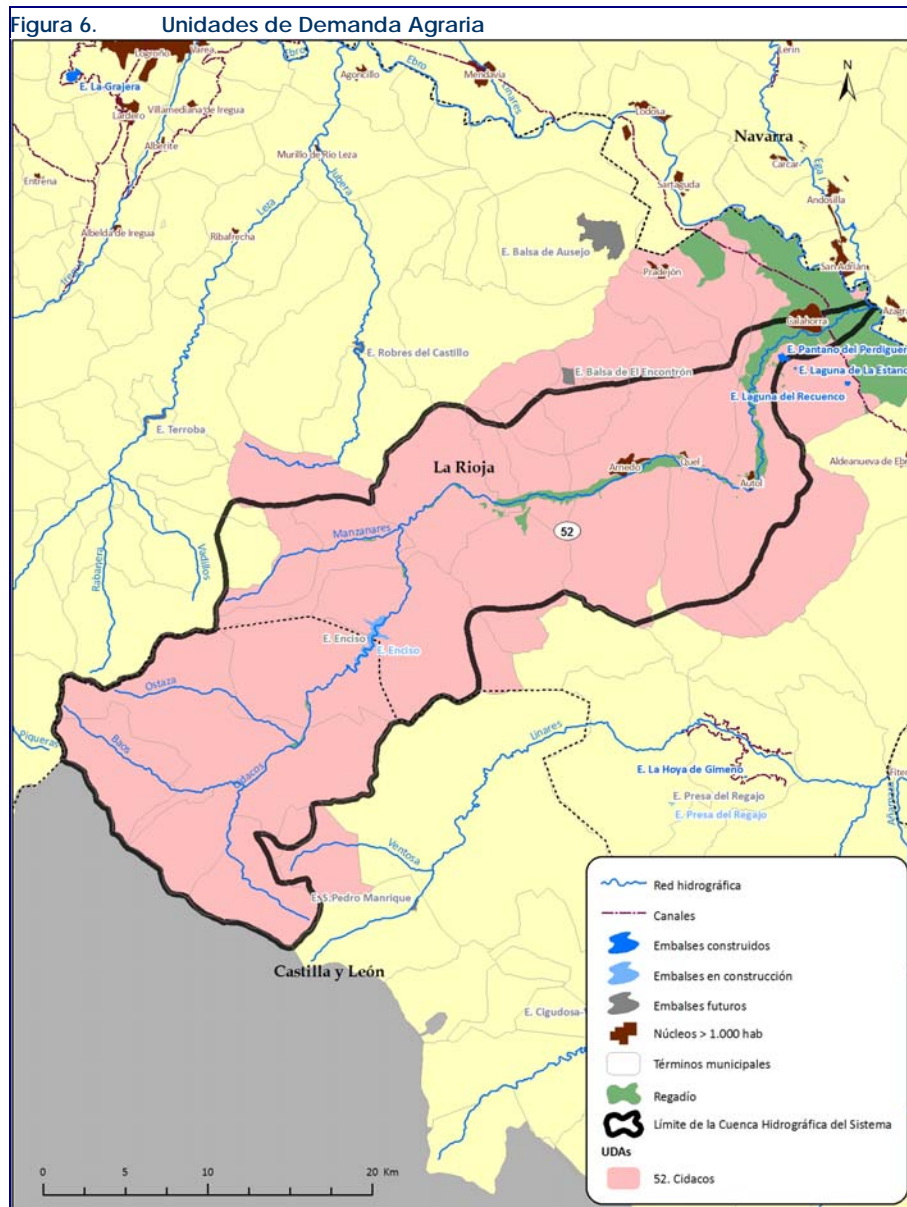 Figura 6. Unidades de Demanda Agraria
Logroño
Varea
Ebro
Agoncillo
Ebro
Mendavia
Linares
Lerín
N
E. La Grajera
Lardero
Villamediana de Iregua
Alberite
Lodosa
Navarra
Murillo de Río Leza
Cárcar
Ega I
Entrena
Jubera
Sartaguda
Andosilla
Leza
Albelda de Iregua
Ribafrecha
Iregua
E. Balsa de Ausejo
San Adrián
Pradejón
Azagra
Calahorra
E. Robres del Castillo
E. Pantano del Perdiguer
E. Balsa de El Encontrón
E. Laguna de La Estanc
E. Laguna del Recuenco
E. Terroba
La Rioja
Arnedo
Quel
Autol
Aldeanueva de Ebr
Manzanares
52
Rabanera
Vadillos
E. Enciso
E. Enciso
Ostaza
Baos
Piqueras
Cidacos
Linares
E. La Hoya de Gimeno
Fiter
E. Presa del Regajo
E. Presa del Regajo
Añamaza
Ventosa
E. S. Pedro Manrique
Castilla y León
E. Cigudosa-
Red hidrográfica
Canales
Embalses construidos
Embalses en construcción
Embalses futuros
Núcleos > 1.000 hab
Términos municipales
Regadío
Límite de la Cuenca Hidrográfica del Sistema
UDAs
52. Cidacos
0 5 10 20 Km